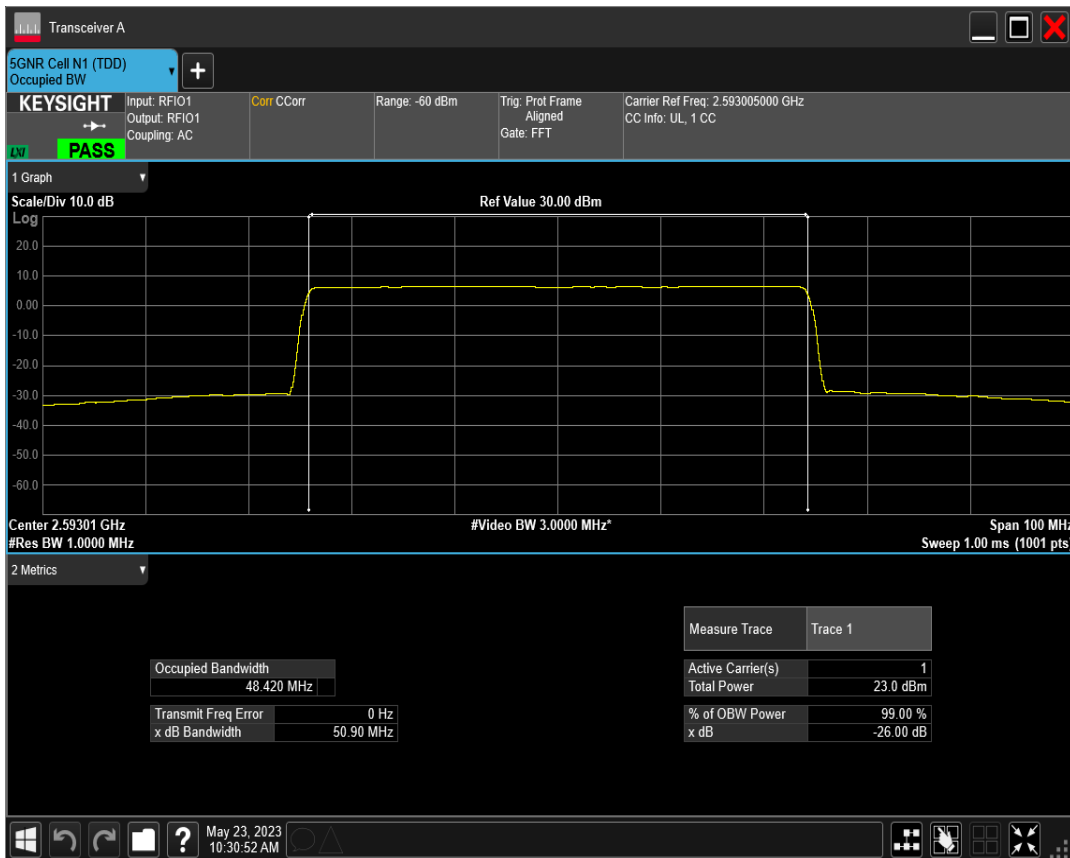 Transceiver A
5GNR Cell N1 (TDD)
Occupied BW
+
KEYSIGHT
LXI
PASS
Input: RFIO1
Output: RFIO1
Coupling: AC
Corr CCorr
Range: -60 dBm
Trig: Prot Frame
Aligned
Gate: FFT
Carrier Ref Freq: 2.593005000 GHz
CC Info: UL, 1 CC
1 Graph
Scale/Div 10.0 dB
Ref Value 30.00 dBm
Log
20.0
10.0
0.00
-10.0
-20.0
-30.0
-40.0
-50.0
-60.0
Center 2.59301 GHz
#Video BW 3.0000 MHz*
Span 100 MHz
#Res BW 1.0000 MHz
Sweep 1.00 ms (1001 pts)
2 Metrics
Measure Trace Trace 1
Occupied Bandwidth
48.420 MHz
Active Carrier(s) 1
Total Power 23.0 dBm
Transmit Freq Error 0 Hz
x dB Bandwidth 50.90 MHz
% of OBW Power 99.00 %
x dB -26.00 dB
?
May 23, 2023
10:30:52 AM